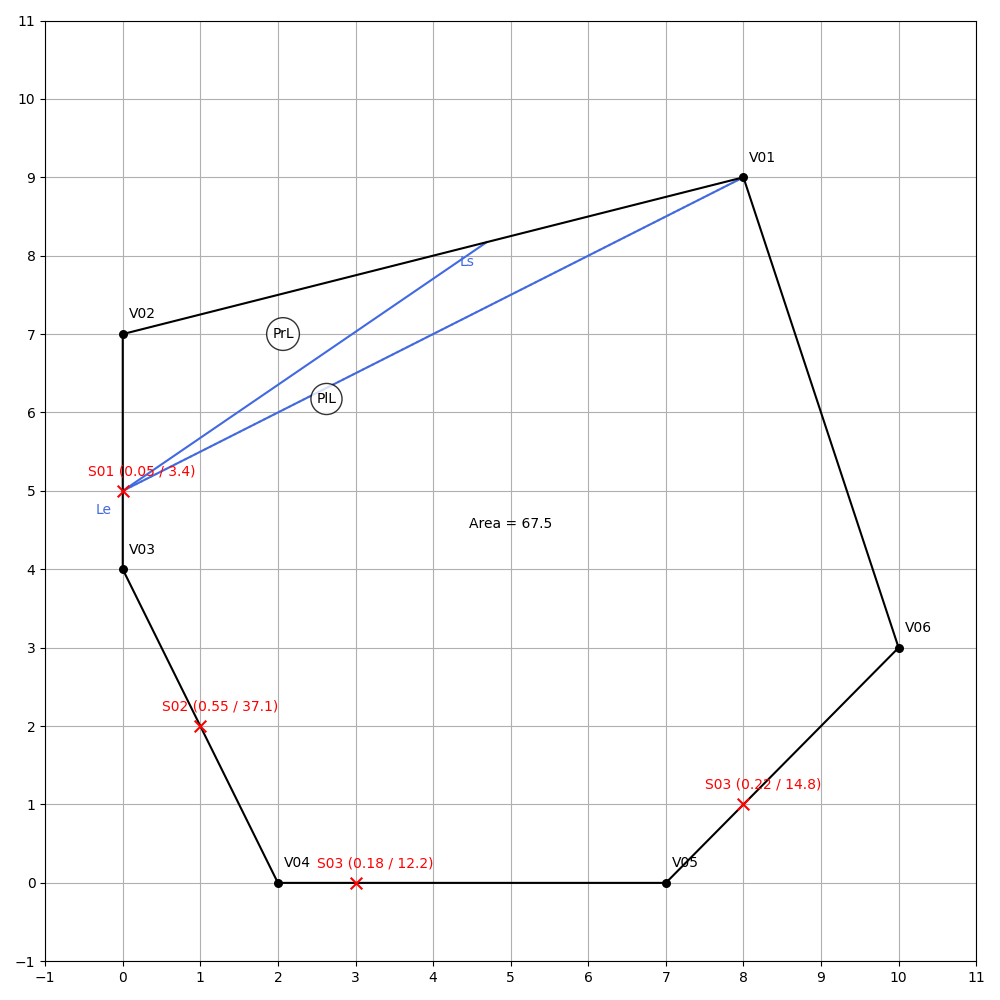 11
10
9
8
7
6
5
4
3
2
1
0
−1
V01
Ls
V02
PrL
PlL
S01 (0.05 / 3.4)
Le
Area = 67.5
V03
V06
S02 (0.55 / 37.1)
S03 (0.22 / 14.8)
V04
S03 (0.18 / 12.2)
V05
−1 0 1 2 3 4 5 6 7 8 9 10 11